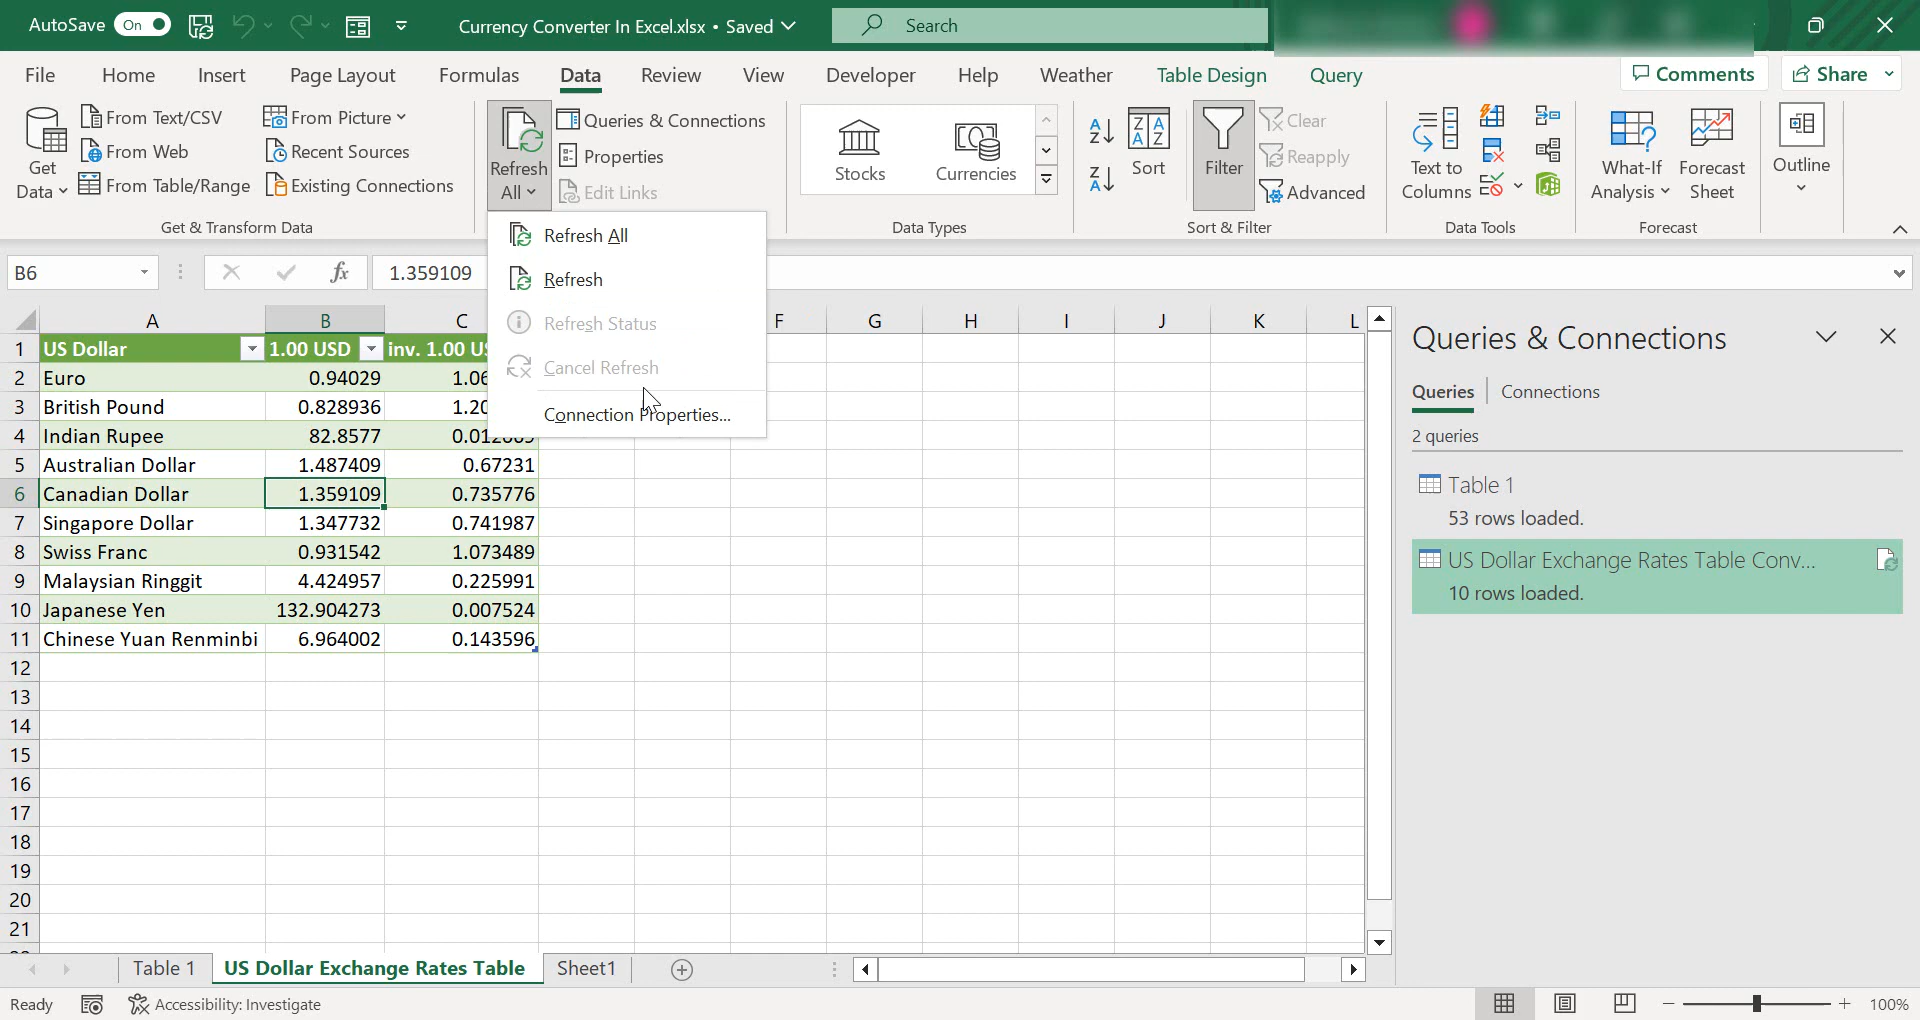 AutoSave On Currency Converter In Excel.xlsx • Saved Search
File Home Insert Page Layout Formulas Data Review View Developer Help Weather Table Design Query Comments Share
Get Data
From Text/CSV
From Web
From Table/Range
From Picture
Recent Sources
Existing Connections
Get & Transform Data
Refresh All
Queries & Connections
Properties
Edit Links
Stocks Currencies
Data Types
Sort
Filter
Clear
Reapply
Advanced
Sort & Filter
Text to Columns
Data Tools
What-If Analysis
Forecast Sheet
Forecast
Outline
Refresh All
Refresh
Refresh Status
Cancel Refresh
Connection Properties...
B6 fx 1.359109
A B C F G H I J K L
1 US Dollar 1.00 USD inv. 1.00 US
2 Euro 0.94029 1.06
3 British Pound 0.828936 1.20
4 Indian Rupee 82.8577
5 Australian Dollar 1.487409 0.67231
6 Canadian Dollar 1.359109 0.735776
7 Singapore Dollar 1.347732 0.741987
8 Swiss Franc 0.931542 1.073489
9 Malaysian Ringgit 4.424957 0.225991
10 Japanese Yen 132.904273 0.007524
11 Chinese Yuan Renminbi 6.964002 0.143596
12
13
14
15
16
17
18
19
20
21
Queries & Connections
Queries Connections
2 queries
Table 1
53 rows loaded.
US Dollar Exchange Rates Table Conv...
10 rows loaded.
Table 1 US Dollar Exchange Rates Table Sheet1
Ready Accessibility: Investigate 100%